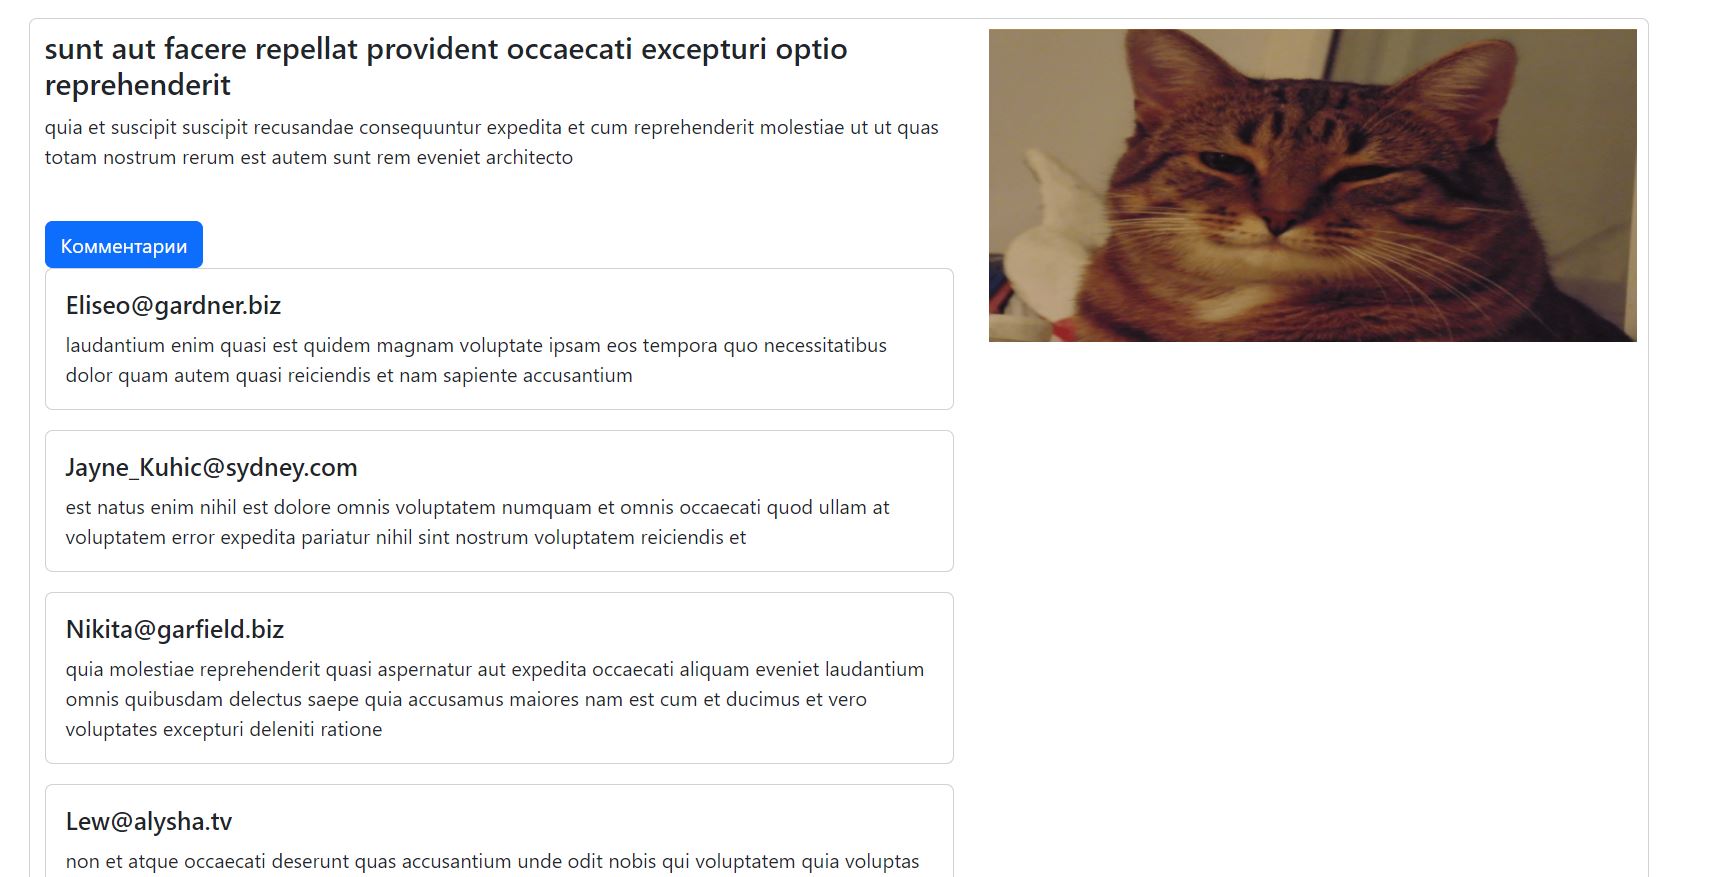 sunt aut facere repellat provident occaecati excepturi optio
reprehenderit
quia et suscipit suscipit recusandae consequuntur expedita et cum reprehenderit molestiae ut ut quas
totam nostrum rerum est autem sunt rem eveniet architecto
Комментарии
Eliseo@gardner.biz
laudantium enim quasi est quidem magnam voluptate ipsam eos tempora quo necessitatibus
dolor quam autem quasi reiciendis et nam sapiente accusantium
Jayne_Kuhic@sydney.com
est natus enim nihil est dolore omnis voluptatem numquam et omnis occaecati quod ullam at
voluptatem error expedita pariatur nihil sint nostrum voluptatem reiciendis et
Nikita@garfield.biz
quia molestiae reprehenderit quasi aspernatur aut expedita occaecati aliquam eveniet laudantium
omnis quibusdam delectus saepe quia accusamus maiores nam est cum et ducimus et vero
voluptates excepturi deleniti ratione
Lew@alysha.tv
non et atque occaecati deserunt quas accusantium unde odit nobis qui voluptatem quia voluptas